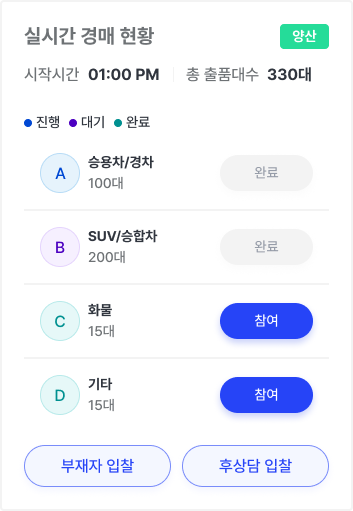 실시간 경매 현황 양산
시작시간 01:00 PM 총 출품대수 330대
진행 대기 완료
A 승용차/경차 완료
100대
B SUV/승합차 완료
200대
C 화물 참여
15대
D 기타 참여
15대
부재자 입찰 후상담 입찰